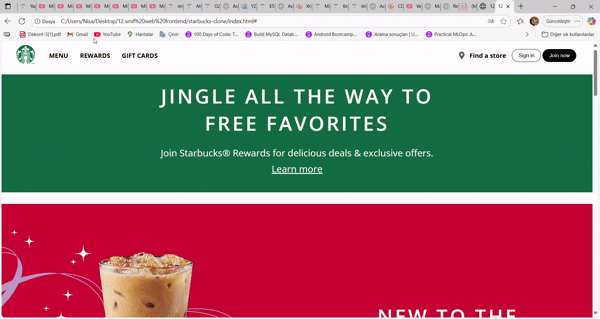 Dosya
C:/Users/Nisa/Desktop/12.sınıf%20web%20frontend/starbucks-clone/index.html#
Güncelleştir
Dekont-3[1].pdf
Gmail
YouTube
Haritalar
Çevir
100 Days of Code: T...
Build MySQL Datab...
Android Bootcamp...
Arama sonuçları | U...
Practical MLOps: A...
Diğer sık kullanılanlar
MENU
REWARDS
GIFT CARDS
Find a store
Sign in
Join now
JINGLE ALL THE WAY TO
FREE FAVORITES
Join Starbucks® Rewards for delicious deals & exclusive offers.
Learn more
NEW TO THE